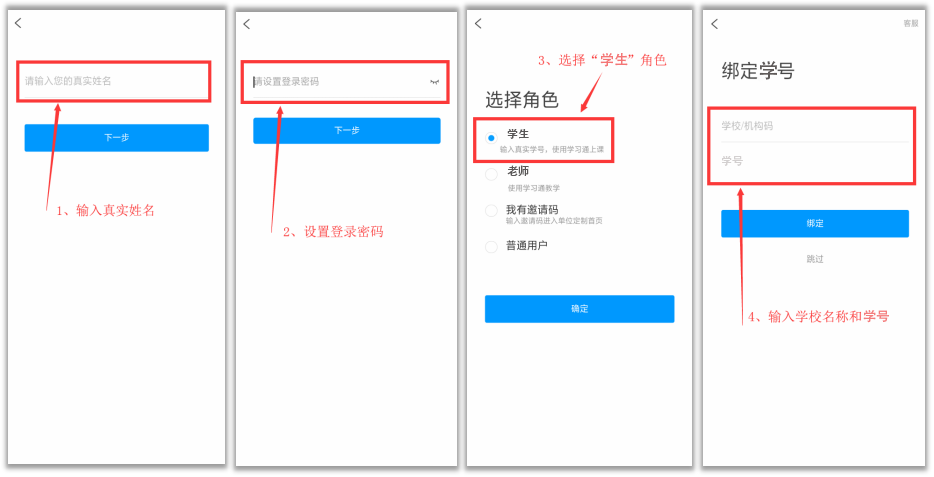 请输入您的真实姓名
下一步
1、输入真实姓名
请设置登录密码
下一步
2、设置登录密码
3、选择“学生”角色
选择角色
学生
输入真实学号，使用学习通上课
老师
使用学习通教学
我有邀请码
输入邀请码进入单位定制首页
普通用户
确定
客服
绑定学号
学校/机构码
学号
绑定
跳过
4、输入学校名称和学号